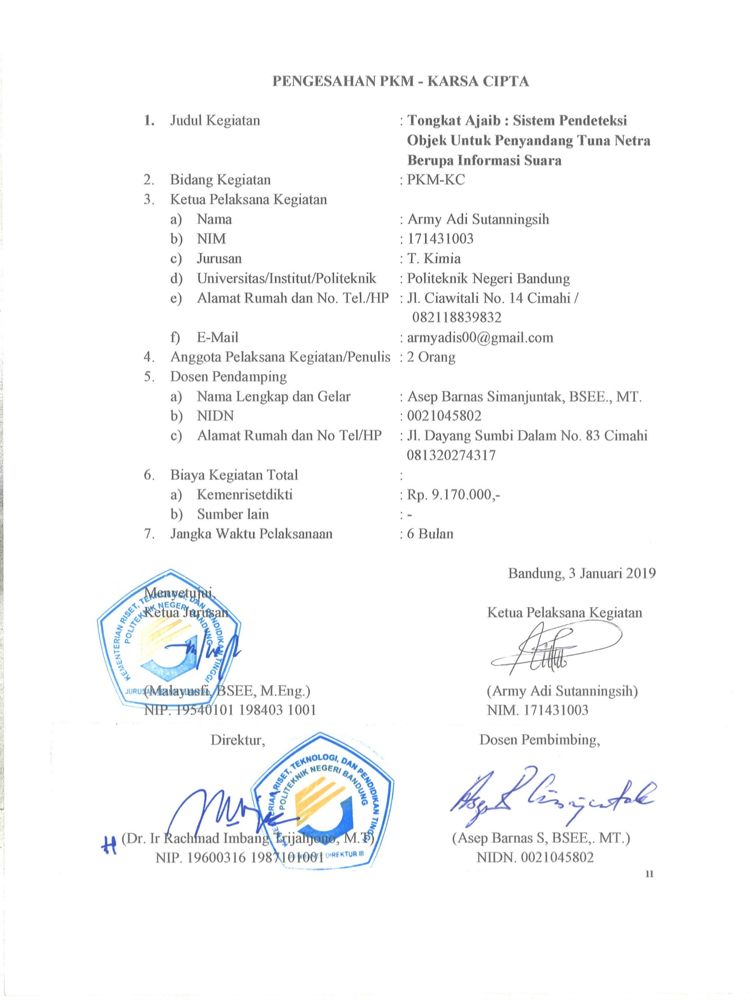 PENGESAHAN PKM - KARSA CIPTA
1. Judul Kegiatan : Tongkat Ajaib : Sistem Pendeteksi
Objek Untuk Penyandang Tuna Netra
Berupa Informasi Suara
2. Bidang Kegiatan : PKM-KC
3. Ketua Pelaksana Kegiatan
a) Nama : Army Adi Sutanningsih
b) NIM : 171431003
c) Jurusan : T. Kimia
d) Universitas/Institut/Politeknik : Politeknik Negeri Bandung
e) Alamat Rumah dan No. Tel./HP : Jl. Ciawitali No. 14 Cimahi /
082118839832
f) E-Mail : armyadis00@gmail.com
4. Anggota Pelaksana Kegiatan/Penulis : 2 Orang
5. Dosen Pendamping
a) Nama Lengkap dan Gelar : Asep Barnas Simanjuntak, BSEE., MT.
b) NIDN : 0021045802
c) Alamat Rumah dan No Tel/HP : Jl. Dayang Sumbi Dalam No. 83 Cimahi
081320274317
6. Biaya Kegiatan Total :
a) Kemenrisetdikti : Rp. 9.170.000,-
b) Sumber lain : -
7. Jangka Waktu Pelaksanaan : 6 Bulan
Bandung, 3 Januari 2019
Menyetujui,
Ketua Jurusan Ketua Pelaksana Kegiatan
KEMENTERIAN RISET, TEKNOLOGI, DAN PENDIDIKAN TINGGI
POLITEKNIK NEGERI BANDUNG
JURUSAN TEKNIK ELEKTRO
(Malayusfi, BSEE, M.Eng.) (Army Adi Sutanningsih)
NIP. 19540101 198403 1001 NIM. 171431003
Direktur, Dosen Pembimbing,
KEMENTERIAN RISET, TEKNOLOGI, DAN PENDIDIKAN TINGGI
POLITEKNIK NEGERI BANDUNG
PEMBANTU DIREKTUR III
(Dr. Ir Rachmad Imbang Trijahjono, M.T) (Asep Barnas S, BSEE,. MT.)
NIP. 19600316 1987101001 NIDN. 0021045802
11